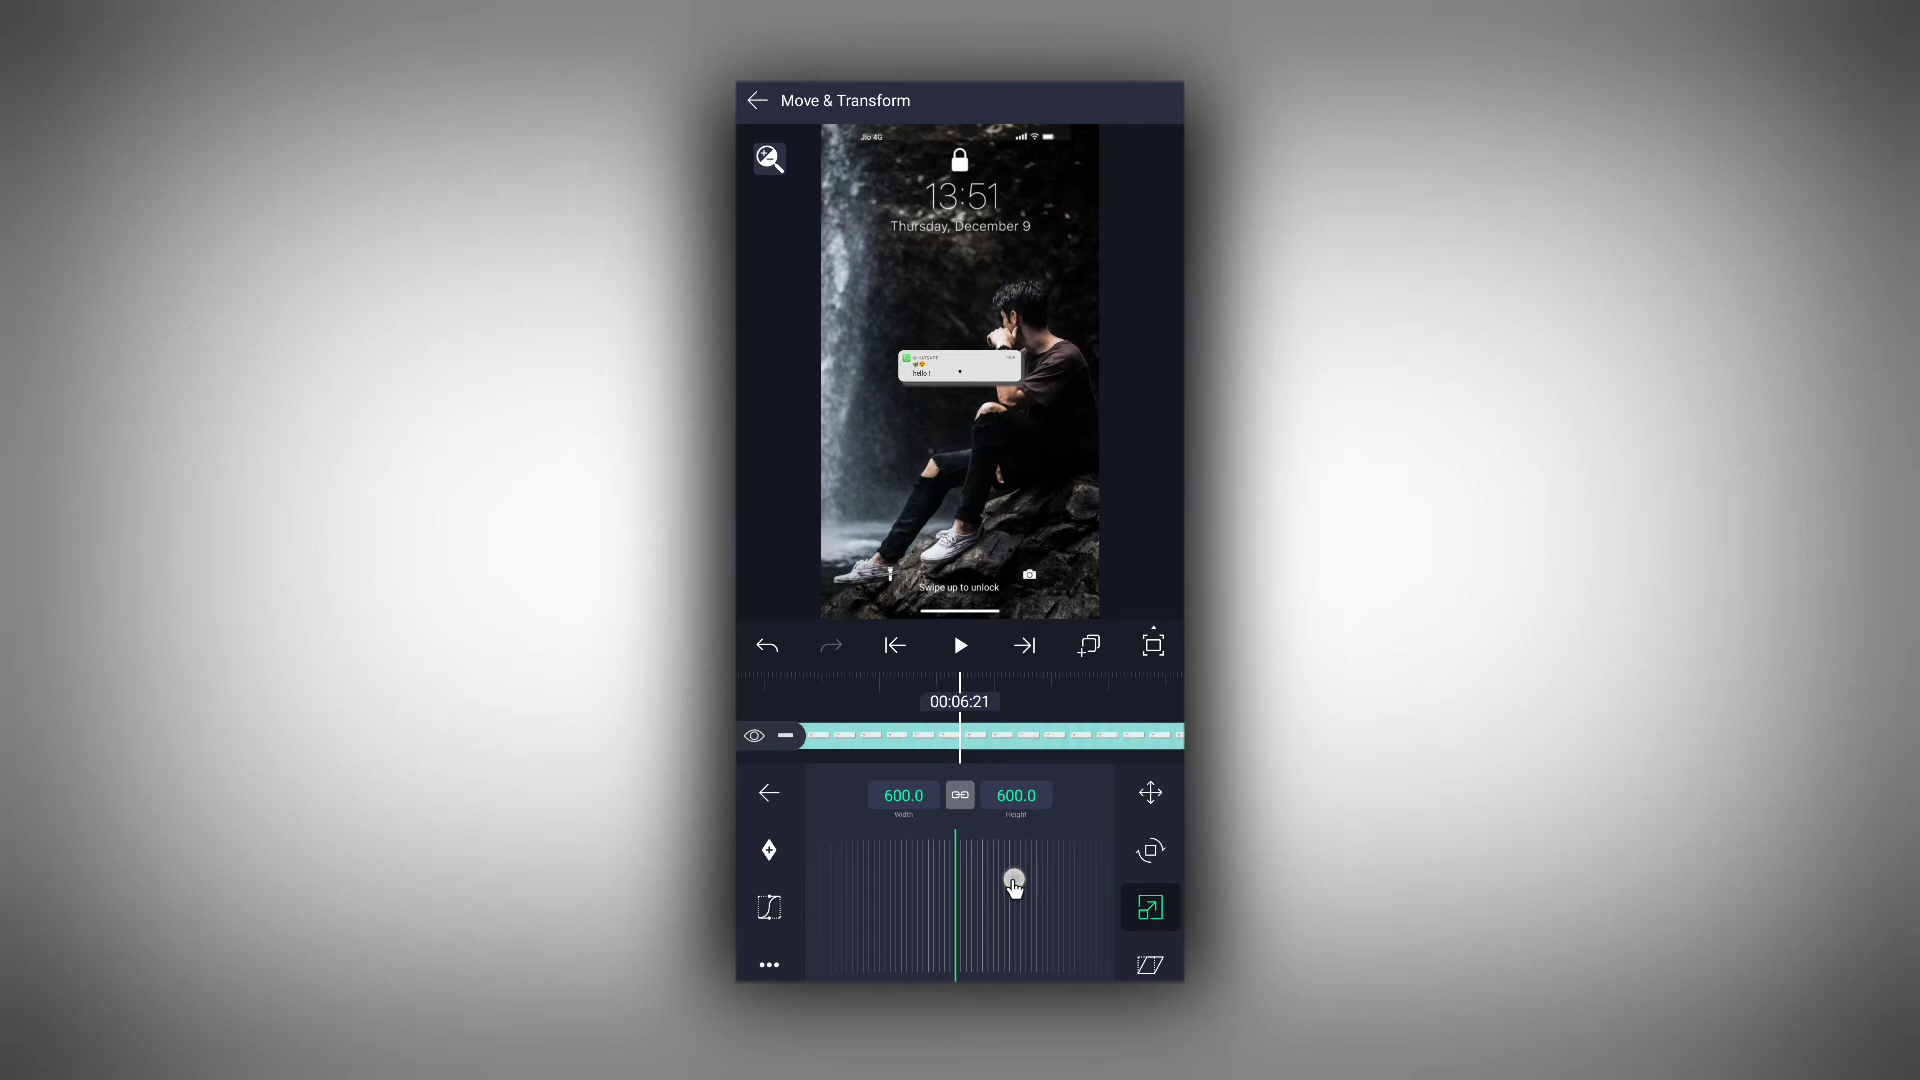 Move & Transform
Jio 4G
13:51
Thursday, December 9
WHATSAPP
hello !
Swipe up to unlock
00:06:21
600.0
600.0
Width
Height